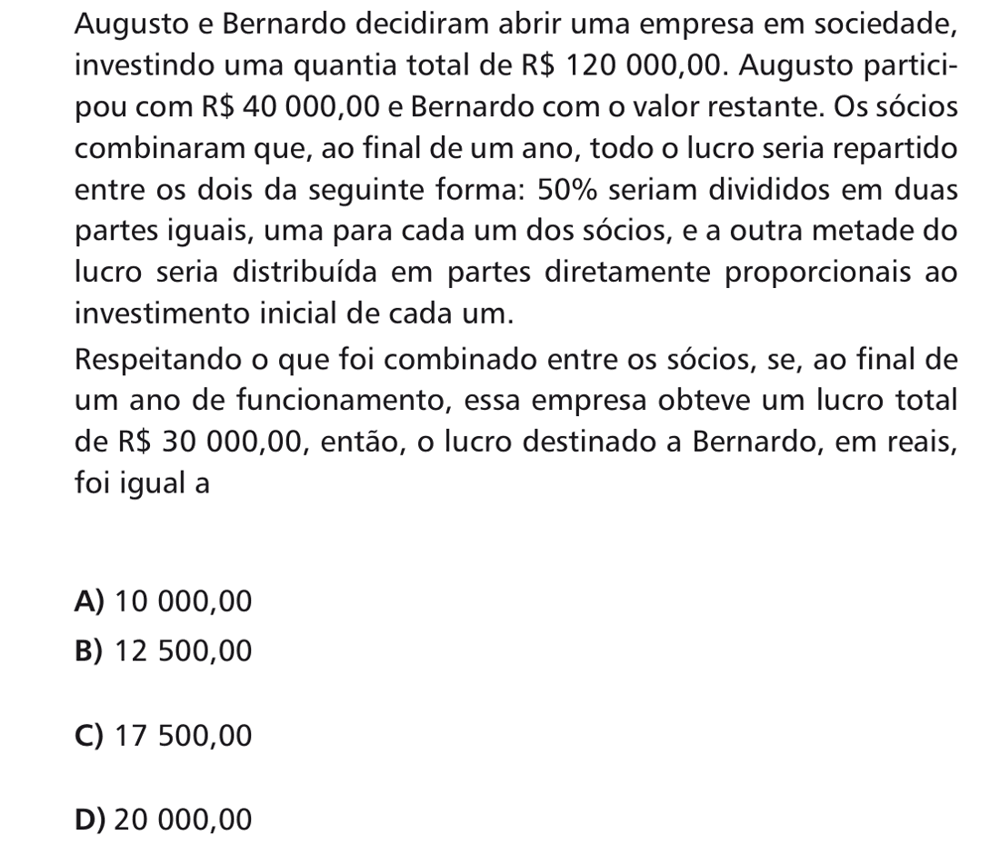 Augusto e Bernardo decidiram abrir uma empresa em sociedade,
investindo uma quantia total de R$ 120 000,00. Augusto partici-
pou com R$ 40 000,00 e Bernardo com o valor restante. Os sócios
combinaram que, ao final de um ano, todo o lucro seria repartido
entre os dois da seguinte forma: 50% seriam divididos em duas
partes iguais, uma para cada um dos sócios, e a outra metade do
lucro seria distribuída em partes diretamente proporcionais ao
investimento inicial de cada um.
Respeitando o que foi combinado entre os sócios, se, ao final de
um ano de funcionamento, essa empresa obteve um lucro total
de R$ 30 000,00, então, o lucro destinado a Bernardo, em reais,
foi igual a
A) 10 000,00
B) 12 500,00
C) 17 500,00
D) 20 000,00